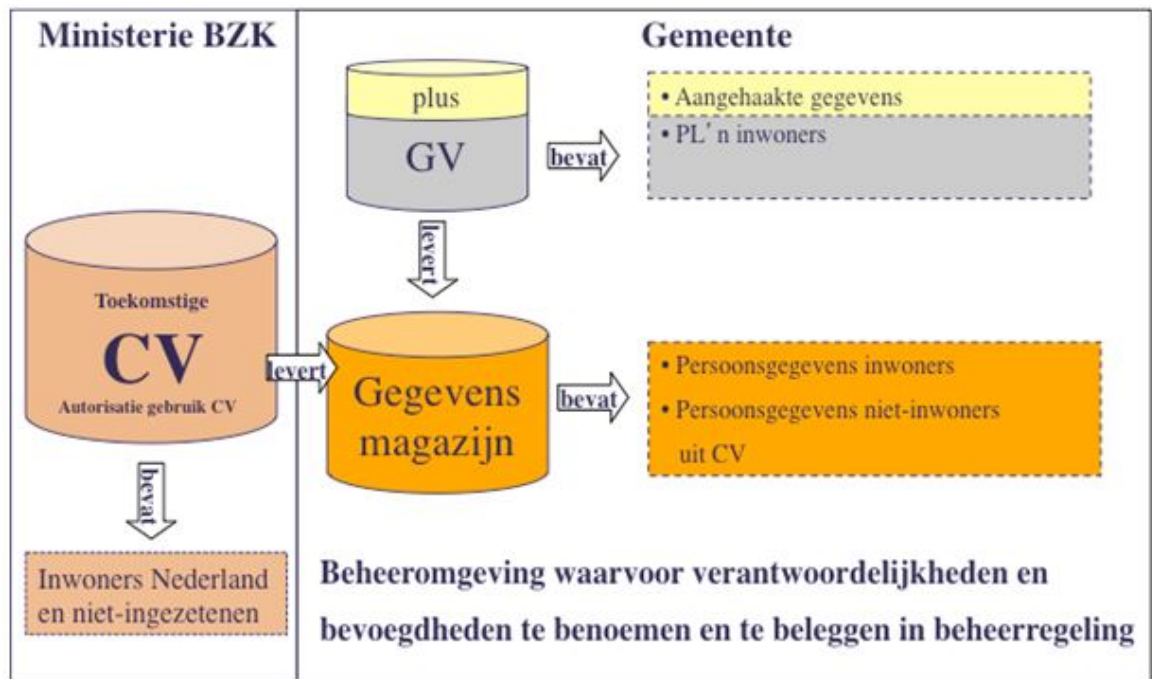 Ministerie BZK
Toekomstige
CV
Autorisatie gebruik CV
levert
bevat
Inwoners Nederland
en niet-ingezetenen
Gemeente
plus
GV
bevat
• Aangehaakte gegevens
• PL' n inwoners
levert
Gegevens
magazijn
bevat
• Persoonsgegevens inwoners
• Persoonsgegevens niet-inwoners
uit CV
Beheeromgeving waarvoor verantwoordelijkheden en
bevoegdheden te benoemen en te beleggen in beheerregeling